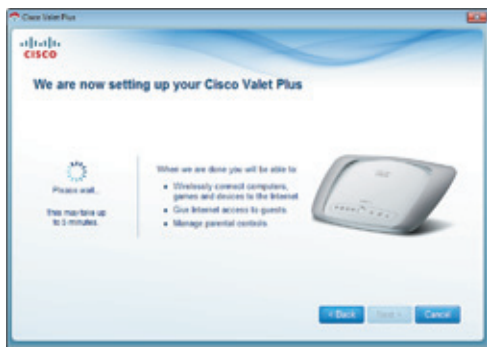 Cisco Valet Plus
CISCO
We are now setting up your Cisco Valet Plus
Please wait...
This may take up
to 5 minutes.
When we are done you will be able to
Wirelessly connect computers,
games and devices to the Internet
Give Internet access to guests
Manage parental controls
< Back
Next >
Cancel